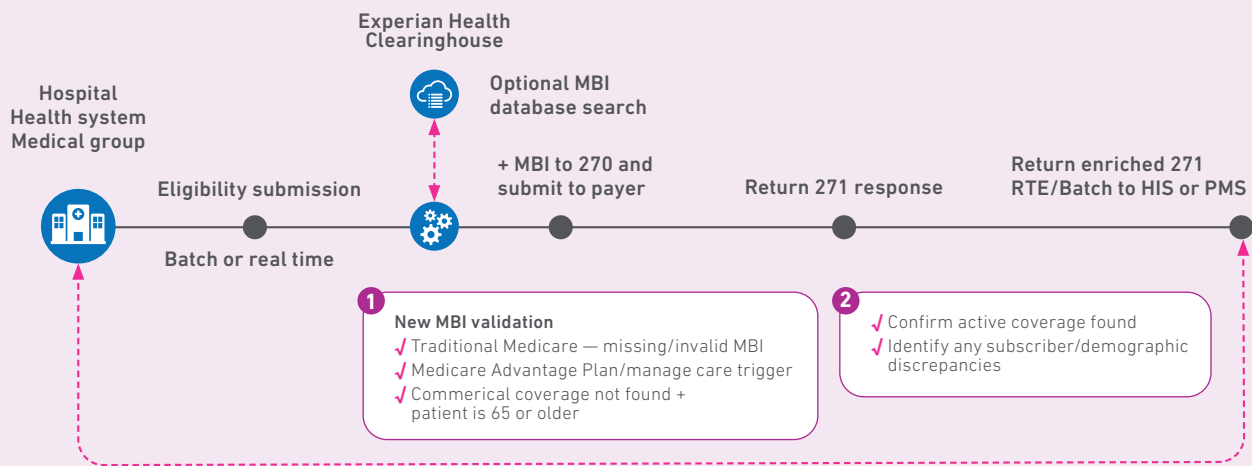 Experian Health
Clearinghouse
Hospital
Health system
Medical group
Optional MBI
database search
Eligibility submission
Batch or real time
+ MBI to 270 and
submit to payer
Return 271 response
Return enriched 271
RTE/Batch to HIS or PMS
1
New MBI validation
√ Traditional Medicare — missing/invalid MBI
√ Medicare Advantage Plan/manage care trigger
√ Commerical coverage not found +
patient is 65 or older
2
√ Confirm active coverage found
√ Identify any subscriber/demographic
discrepancies